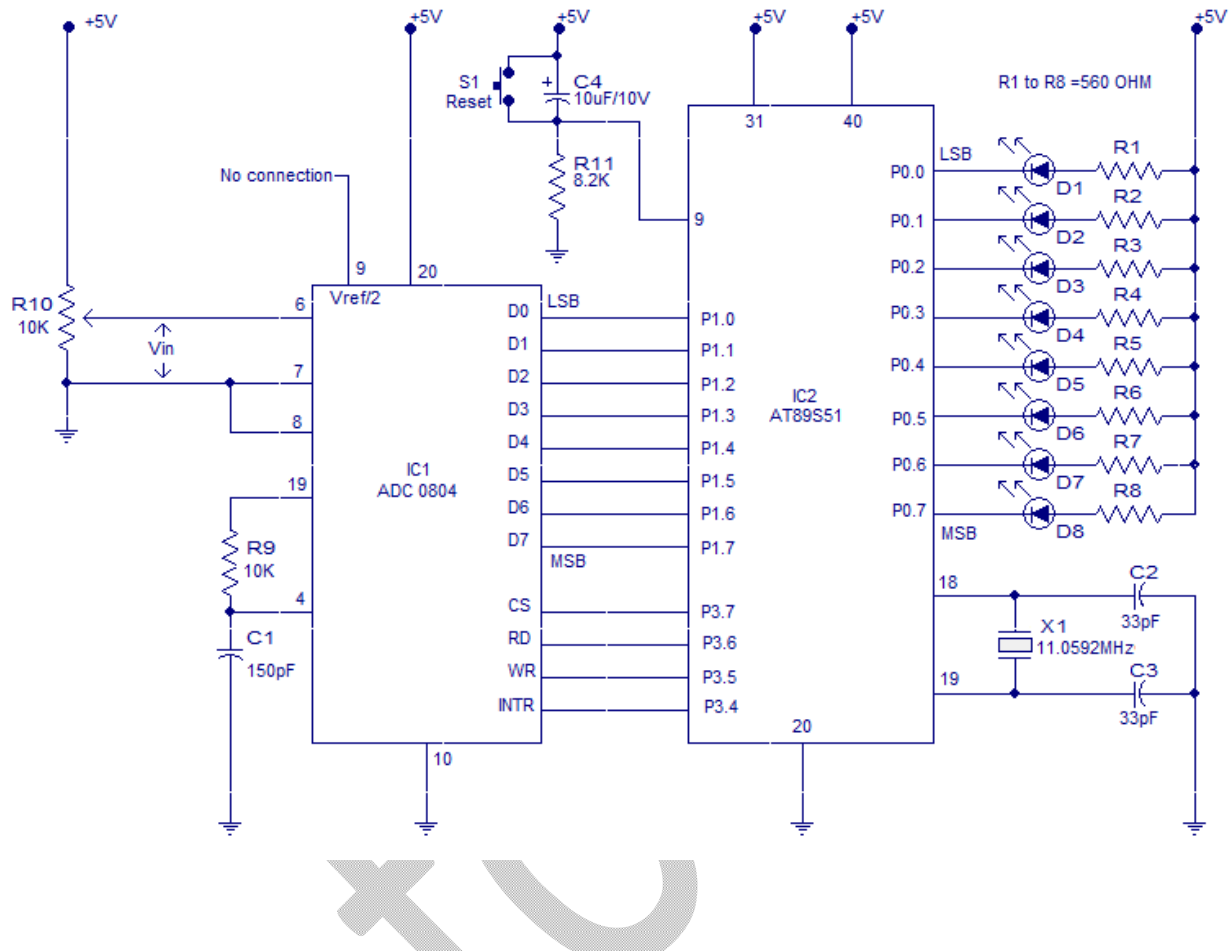 +5V
+5V
+5V
+5V
+5V
+5V
S1
Reset
C4
10uF/10V
R1 to R8 =560 OHM
31
40
No connection
R11
8.2K
9
LSB
P0.0
P0.1
P0.2
P0.3
P0.4
P0.5
P0.6
P0.7
MSB
D1
D2
D3
D4
D5
D6
D7
D8
R1
R2
R3
R4
R5
R6
R7
R8
R10
10K
Vin
9
20
Vref/2
6
7
8
19
4
R9
10K
C1
150pF
IC1
ADC 0804
LSB
D0
D1
D2
D3
D4
D5
D6
D7
MSB
CS
RD
WR
INTR
10
P1.0
P1.1
P1.2
P1.3
P1.4
P1.5
P1.6
P1.7
P3.7
P3.6
P3.5
P3.4
IC2
AT89S51
20
18
19
X1
11.0592MHz
C2
33pF
C3
33pF